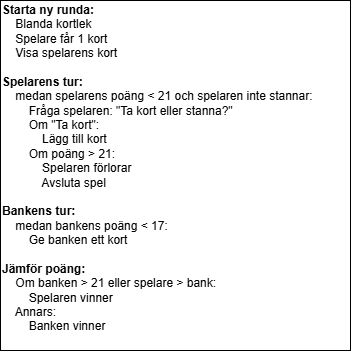 Starta ny runda:
Blanda kortlek
Spelare får 1 kort
Visa spelarens kort
Spelarens tur:
medan spelarens poäng < 21 och spelaren inte stannar:
Fråga spelaren: "Ta kort eller stanna?"
Om "Ta kort":
Lägg till kort
Om poäng > 21:
Spelaren förlorar
Avsluta spel
Bankens tur:
medan bankens poäng < 17:
Ge banken ett kort
Jämför poäng:
Om banken > 21 eller spelare > bank:
Spelaren vinner
Annars:
Banken vinner